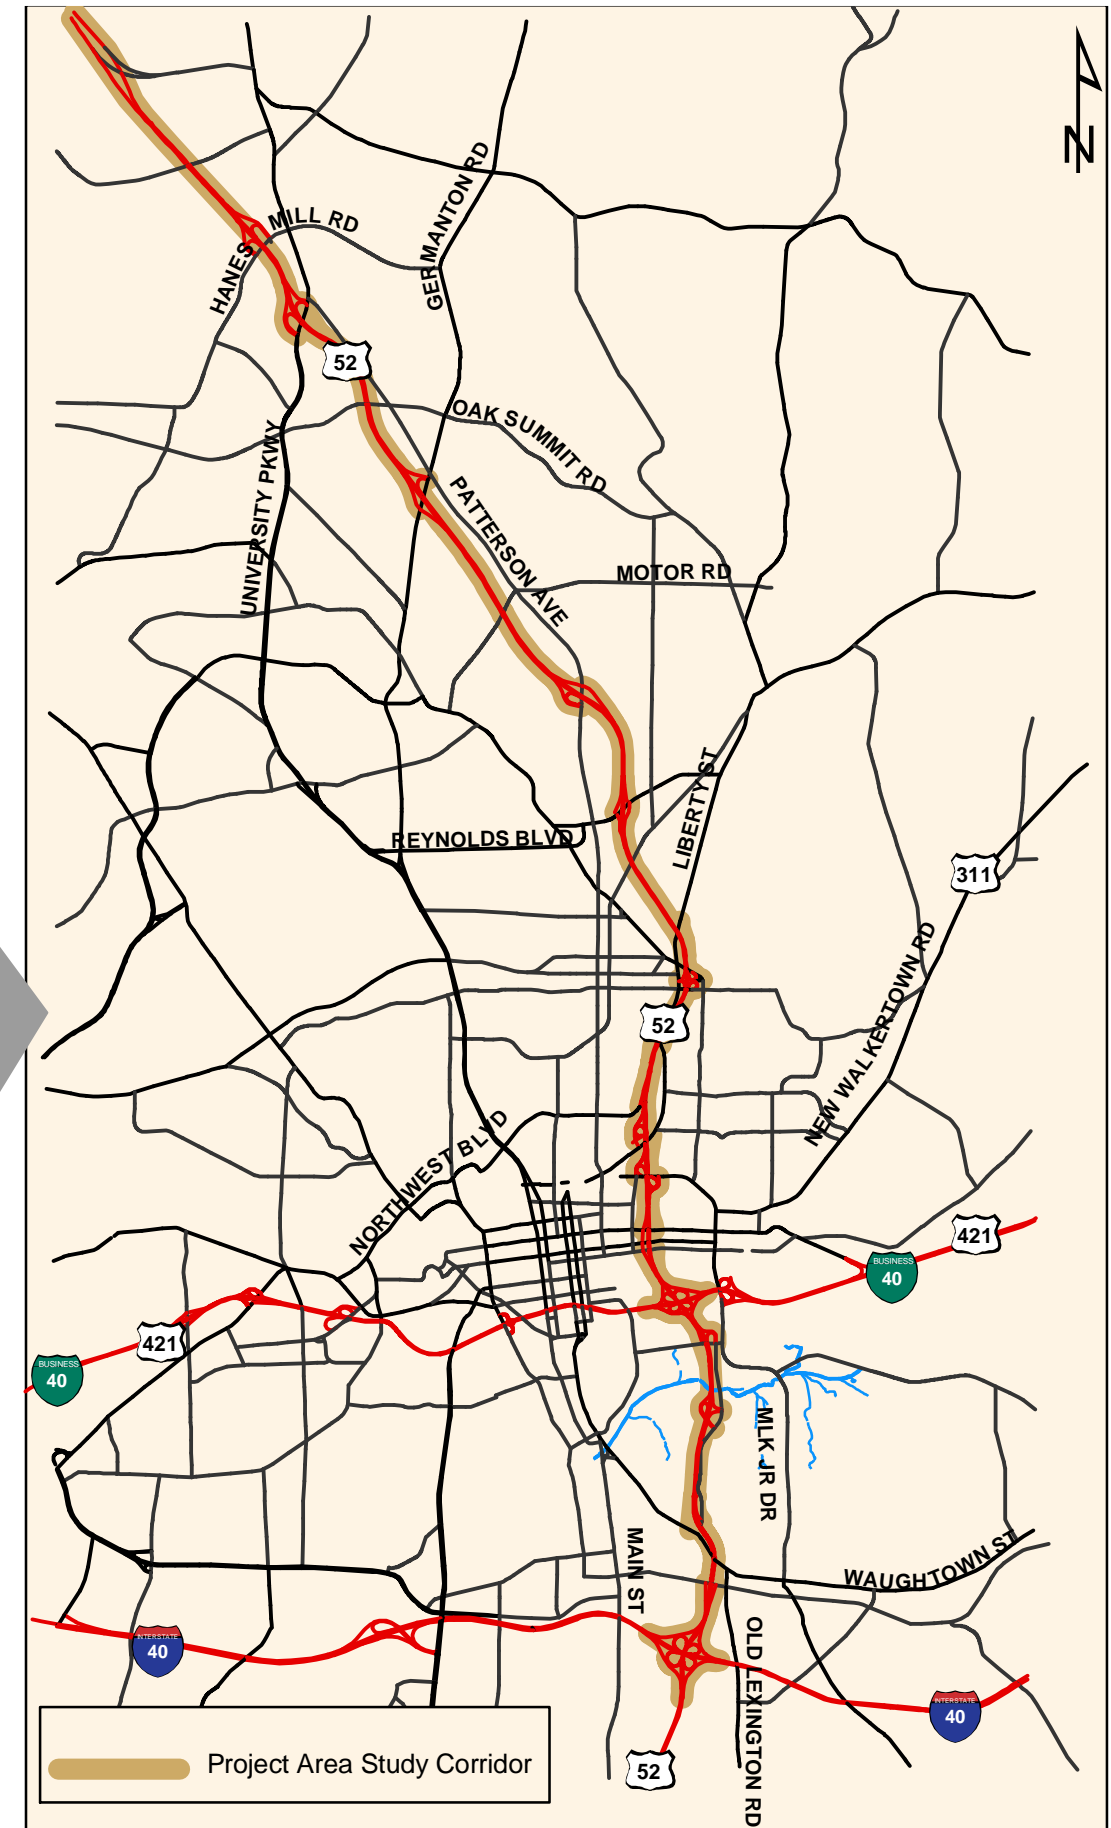 N
MILL RD
GERMANTON RD
HANES
52
OAK SUMMIT RD
UNIVERSITY PKWY
PATTERSON AVE
MOTOR RD
LIBERTY ST
REYNOLDS BLVD
311
NEW WALKERTOWN RD
52
NORTHWEST BLVD
421
BUSINESS
40
421
BUSINESS
40
MLK JR DR
MAIN ST
WAUGHTOWN ST
INTERSTATE
40
OLD LEXINGTON RD
INTERSTATE
40
52
Project Area Study Corridor